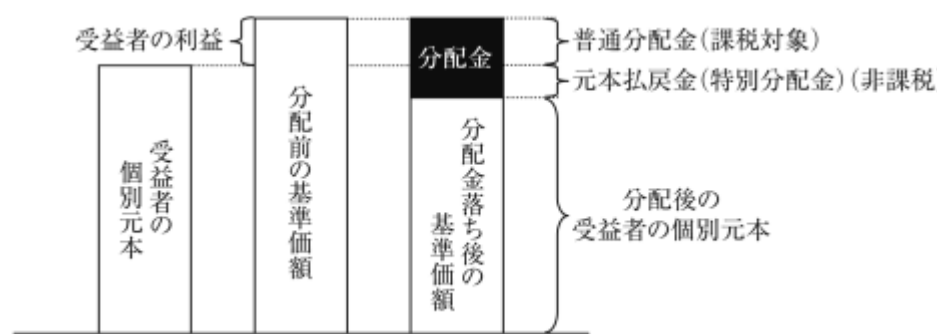 受益者の利益
受益者の
個別元本
分配前の基準価額
分配金
分配金落ち後の
基準価額
普通分配金(課税対象)
元本払戻金(特別分配金)(非課税
分配後の
受益者の個別元本